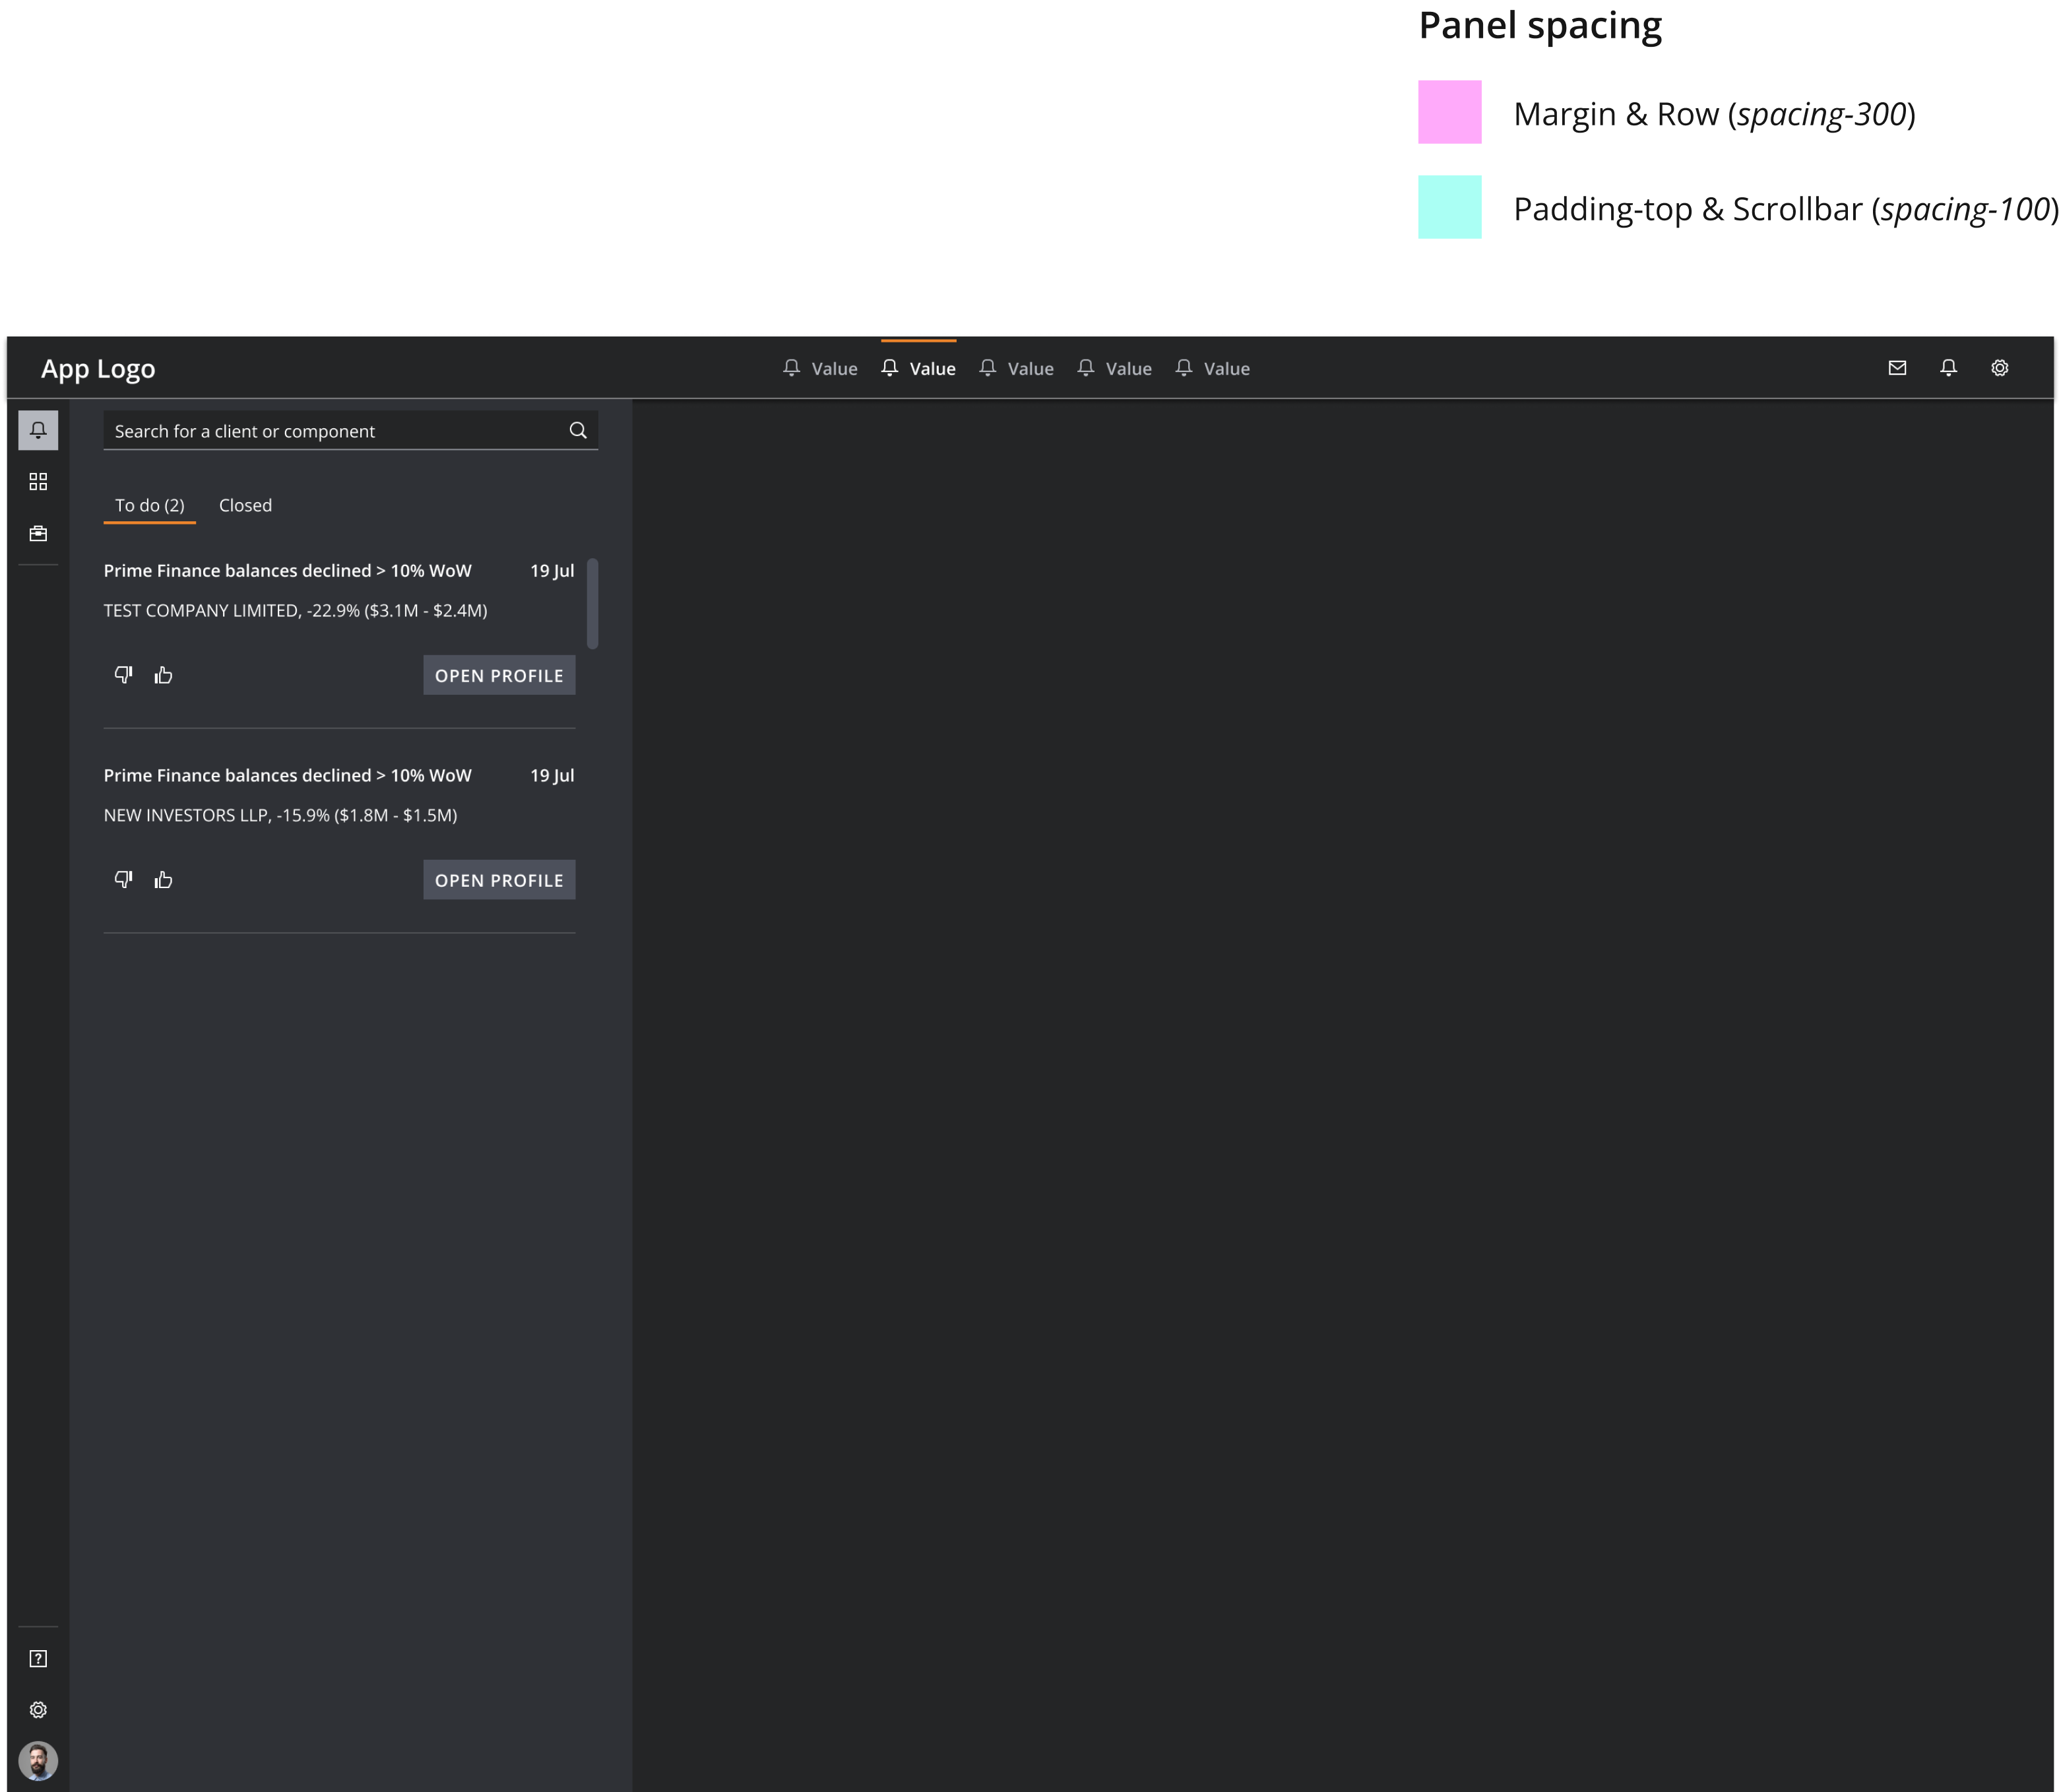 Panel spacing
Margin & Row (spacing-300)
Padding-top & Scrollbar (spacing-100)
App Logo
Value Value Value Value Value
Search for a client or component
To do (2) Closed
Prime Finance balances declined > 10% WoW 19 Jul
TEST COMPANY LIMITED, -22.9% ($3.1M - $2.4M)
OPEN PROFILE
Prime Finance balances declined > 10% WoW 19 Jul
NEW INVESTORS LLP, -15.9% ($1.8M - $1.5M)
OPEN PROFILE